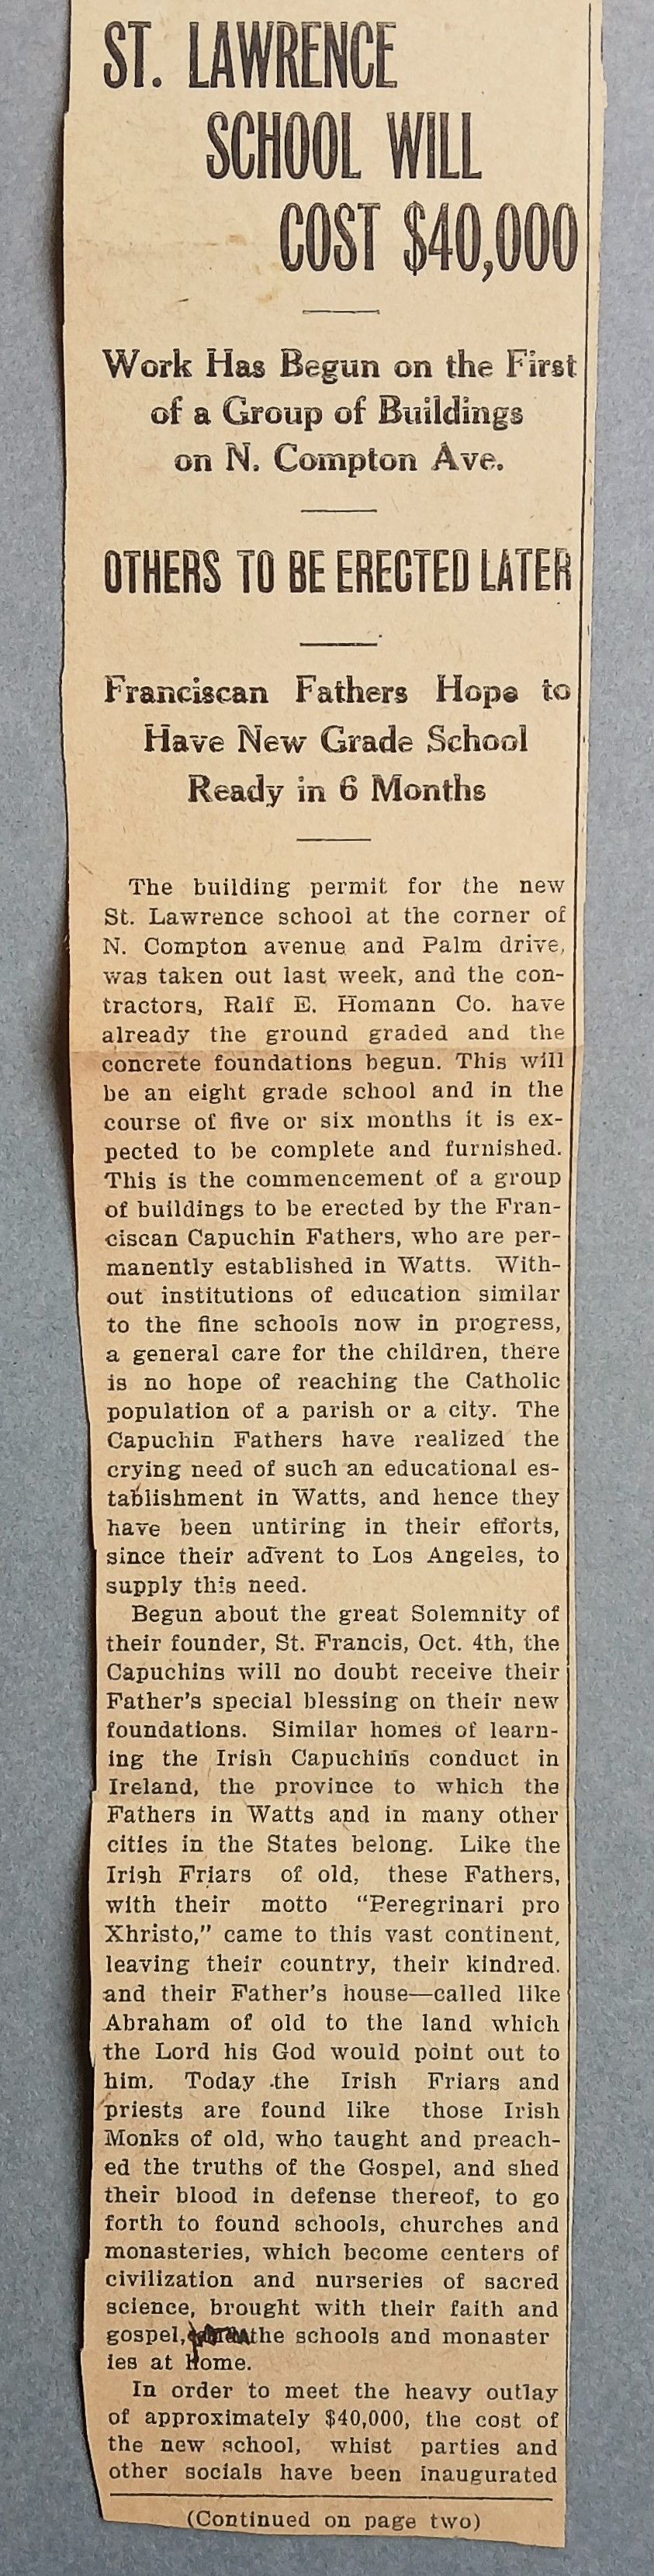 ST. LAWRENCE
SCHOOL WILL
COST $40,000
Work Has Begun on the First
of a Group of Buildings
on N. Compton Ave.
OTHERS TO BE ERECTED LATER
Franciscan Fathers Hope to
Have New Grade School
Ready in 6 Months
The building permit for the new
St. Lawrence school at the corner of
N. Compton avenue and Palm drive,
was taken out last week, and the con-
tractors, Ralf E. Homann Co. have
already the ground graded and the
concrete foundations begun. This will
be an eight grade school and in the
course of five or six months it is ex-
pected to be complete and furnished.
This is the commencement of a group
of buildings to be erected by the Fran-
ciscan Capuchin Fathers, who are per-
manently established in Watts. With-
out institutions of education similar
to the fine schools now in progress,
a general care for the children, there
is no hope of reaching the Catholic
population of a parish or a city. The
Capuchin Fathers have realized the
crying need of such an educational es-
tablishment in Watts, and hence they
have been untiring in their efforts,
since their advent to Los Angeles, to
supply this need.
Begun about the great Solemnity of
their founder, St. Francis, Oct. 4th, the
Capuchins will no doubt receive their
Father's special blessing on their new
foundations. Similar homes of learn-
ing the Irish Capuchins conduct in
Ireland, the province to which the
Fathers in Watts and in many other
cities in the States belong. Like the
Irish Friars of old, these Fathers,
with their motto "Peregrinari pro
Xhristo," came to this vast continent,
leaving their country, their kindred.
and their Father's house—called like
Abraham of old to the land which
the Lord his God would point out to
him. Today the Irish Friars and
priests are found like those Irish
Monks of old, who taught and preach-
ed the truths of the Gospel, and shed
their blood in defense thereof, to go
forth to found schools, churches and
monasteries, which become centers of
civilization and nurseries of sacred
science, brought with their faith and
gospel, the schools and monaster
ies at home.
In order to meet the heavy outlay
of approximately $40,000, the cost of
the new school, whist parties and
other socials have been inaugurated
(Continued on page two)